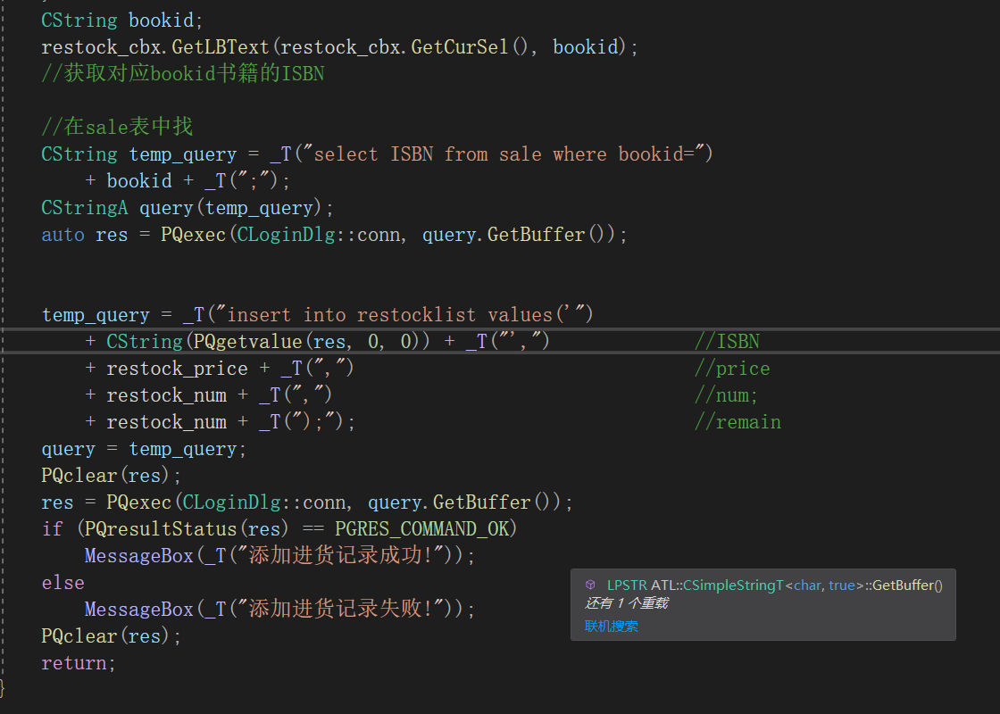 CString bookid;
restock_cbx.GetLBText(restock_cbx.GetCurSel(), bookid);
//获取对应bookid书籍的ISBN
//在sale表中找
CString temp_query = _T("select ISBN from sale where bookid=")
+ bookid + _T(";");
CStringA query(temp_query);
auto res = PQexec(CLoginDlg::conn, query.GetBuffer());
temp_query = _T("insert into restocklist values('")
+ CString(PQgetvalue(res, 0, 0)) + _T("',") //ISBN
+ restock_price + _T(",") //price
+ restock_num + _T(",") //num;
+ restock_num + _T(");"); //remain
query = temp_query;
PQclear(res);
res = PQexec(CLoginDlg::conn, query.GetBuffer());
if (PQresultStatus(res) == PGRES_COMMAND_OK)
MessageBox(_T("添加进货记录成功!"));
else
MessageBox(_T("添加进货记录失败!"));
PQclear(res);
return;
}
LPSTR ATL::CSimpleStringT<char, true>::GetBuffer()
还有 1 个重载
联机搜索